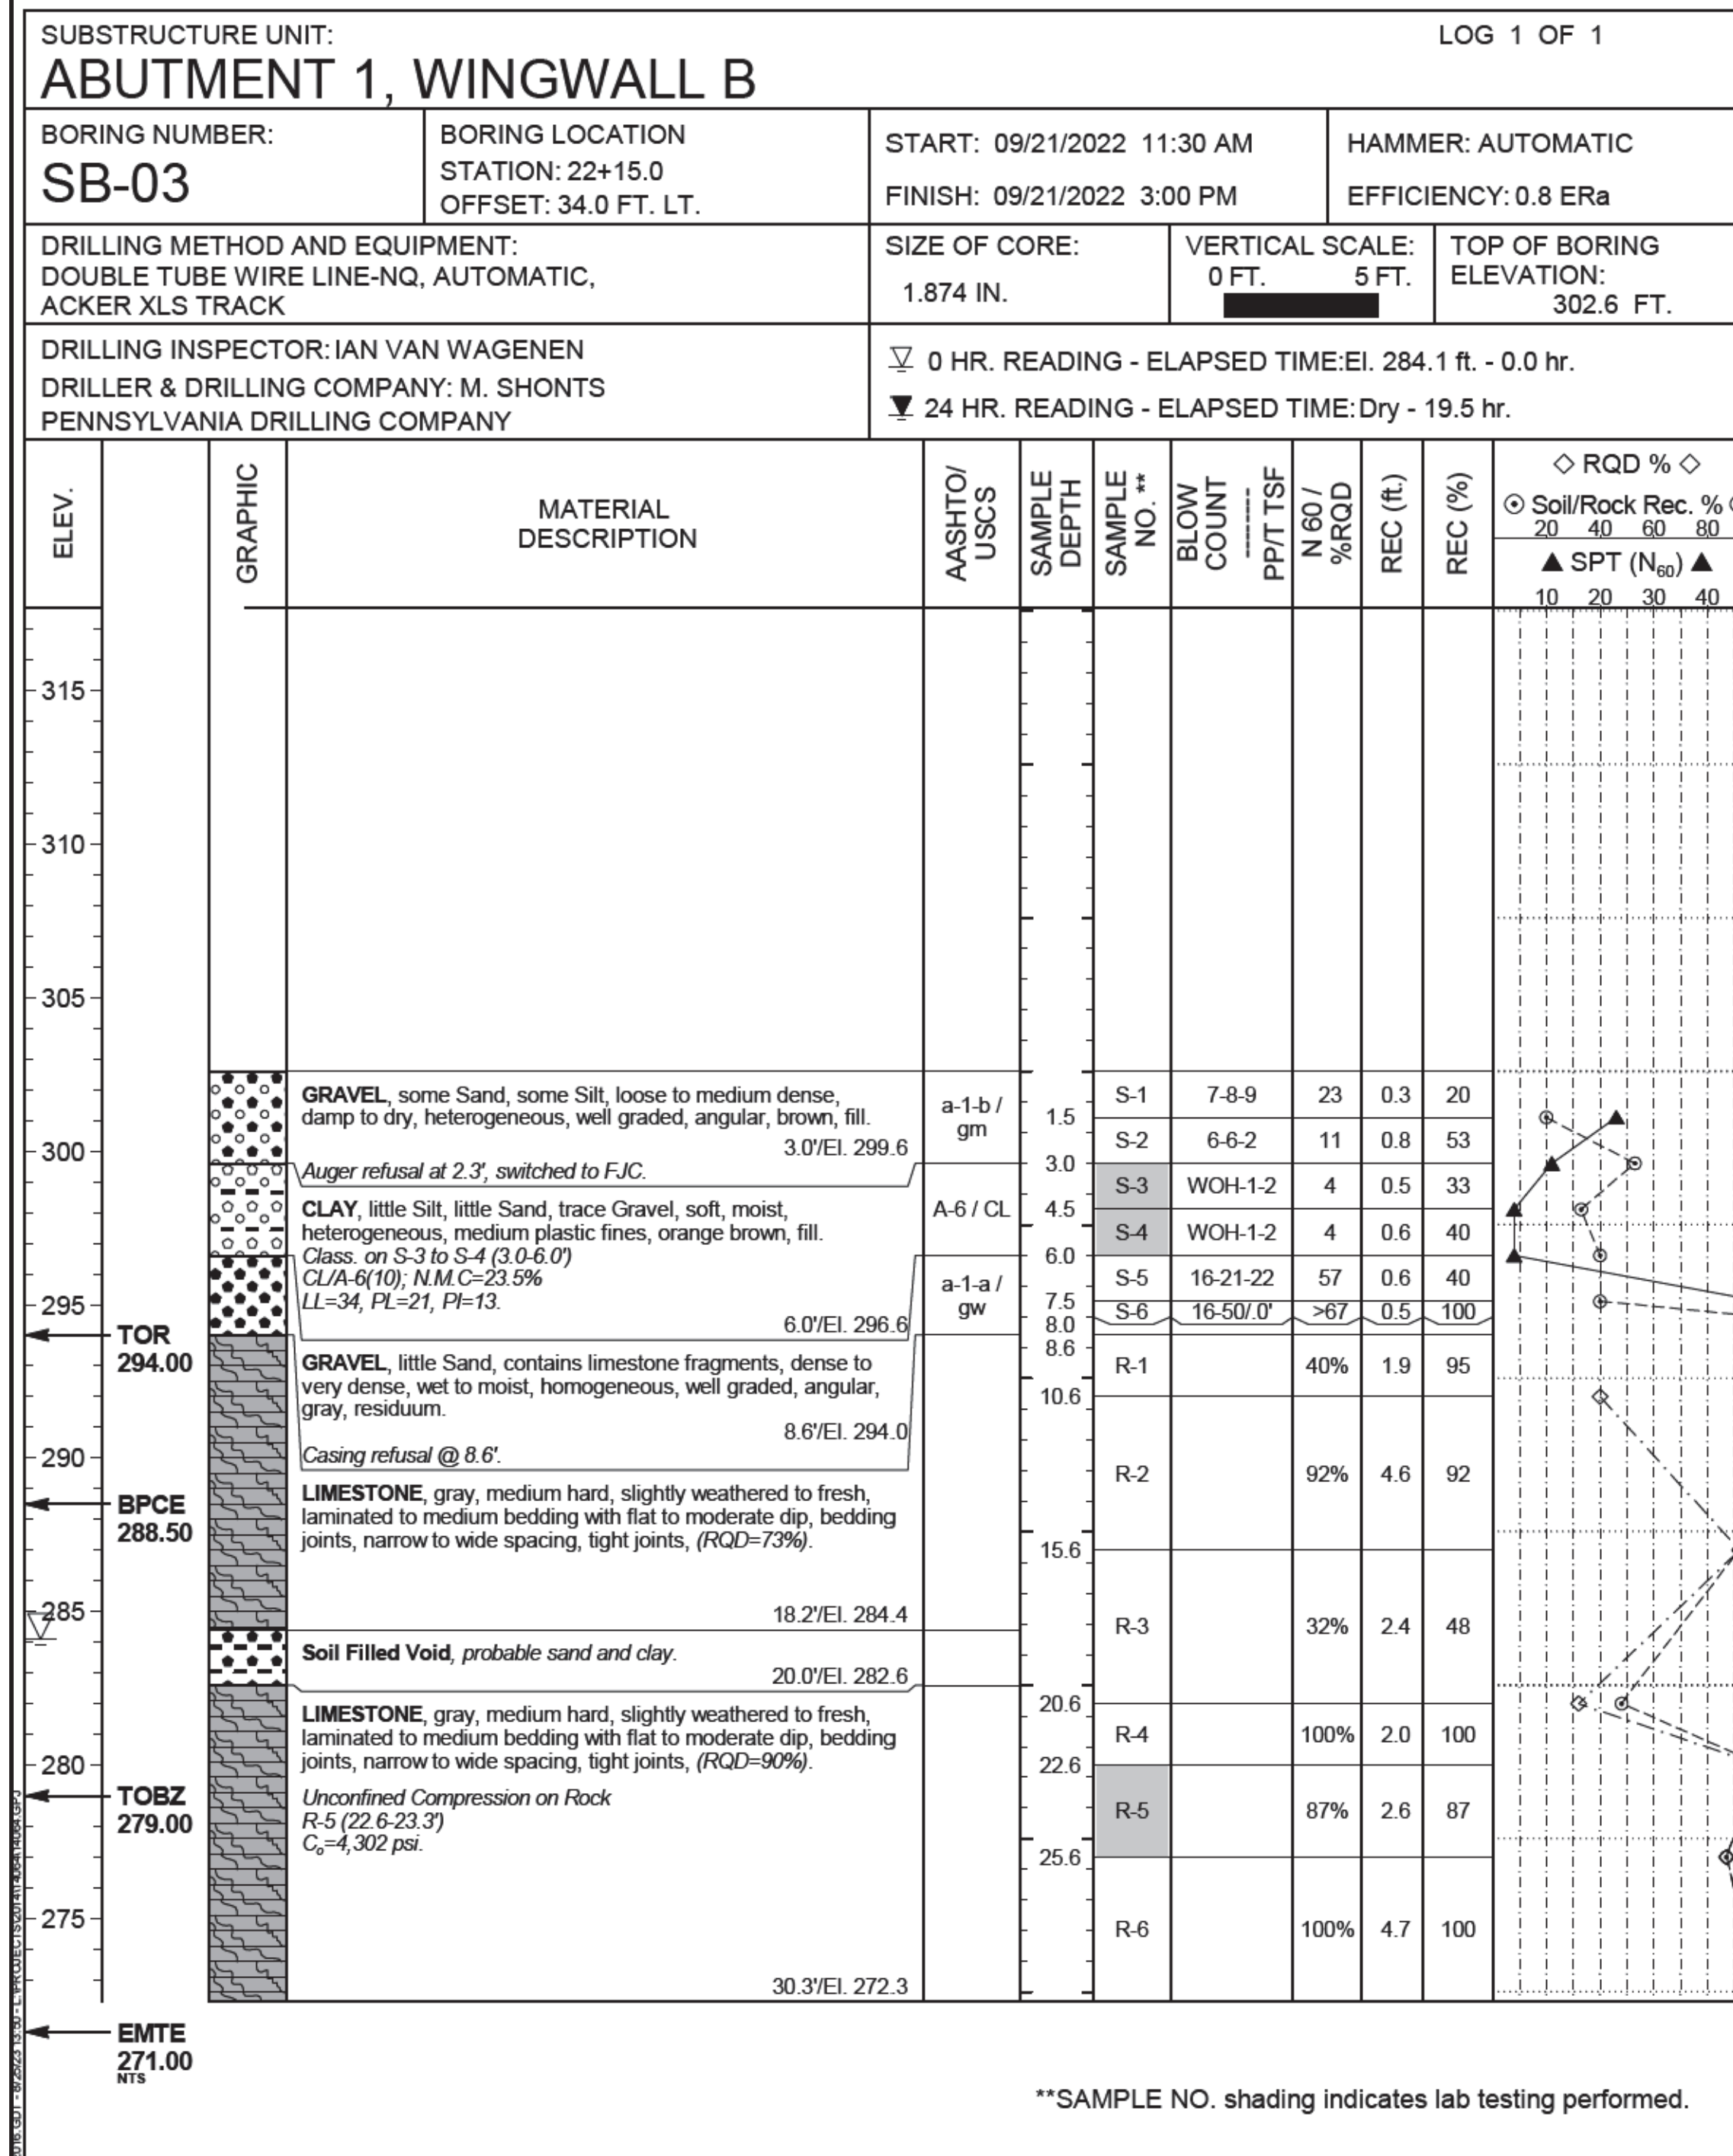 SUBSTRUCTURE UNIT:
LOG 1 OF 1
ABUTMENT 1, WINGWALL B
BORING NUMBER:
SB-03
BORING LOCATION
STATION: 22+15.0
OFFSET: 34.0 FT. LT.
START: 09/21/2022 11:30 AM
FINISH: 09/21/2022 3:00 PM
HAMMER: AUTOMATIC
EFFICIENCY: 0.8 ERa
DRILLING METHOD AND EQUIPMENT:
DOUBLE TUBE WIRE LINE-NQ, AUTOMATIC,
ACKER XLS TRACK
SIZE OF CORE:
1.874 IN.
VERTICAL SCALE:
0 FT. 5 FT.
TOP OF BORING
ELEVATION:
302.6 FT.
DRILLING INSPECTOR: IAN VAN WAGENEN
DRILLER & DRILLING COMPANY: M. SHONTS
PENNSYLVANIA DRILLING COMPANY
0 HR. READING - ELAPSED TIME:El. 284.1 ft. - 0.0 hr.
24 HR. READING - ELAPSED TIME: Dry - 19.5 hr.
ELEV.
GRAPHIC
MATERIAL
DESCRIPTION
AASHTO/
USCS
SAMPLE
DEPTH
SAMPLE
NO. **
BLOW
COUNT
--------
PP/T TSF
N 60 /
%RQD
REC (ft.)
REC (%)
◇ RQD % ◇
⊙ Soil/Rock Rec. %
20 40 60 80
▲ SPT (N60) ▲
10 20 30 40
315
310
305
300
295
TOR
294.00
290
BPCE
288.50
285
280
TOBZ
279.00
275
EMTE
271.00
NTS
GRAVEL, some Sand, some Silt, loose to medium dense,
damp to dry, heterogeneous, well graded, angular, brown, fill.
3.0'/El. 299.6
Auger refusal at 2.3', switched to FJC.
CLAY, little Silt, little Sand, trace Gravel, soft, moist,
heterogeneous, medium plastic fines, orange brown, fill.
Class. on S-3 to S-4 (3.0-6.0')
CL/A-6(10); N.M.C=23.5%
LL=34, PL=21, PI=13.
6.0'/El. 296.6
GRAVEL, little Sand, contains limestone fragments, dense to
very dense, wet to moist, homogeneous, well graded, angular,
gray, residuum.
8.6'/El. 294.0
Casing refusal @ 8.6'.
LIMESTONE, gray, medium hard, slightly weathered to fresh,
laminated to medium bedding with flat to moderate dip, bedding
joints, narrow to wide spacing, tight joints, (RQD=73%).
18.2'/El. 284.4
Soil Filled Void, probable sand and clay.
20.0'/El. 282.6
LIMESTONE, gray, medium hard, slightly weathered to fresh,
laminated to medium bedding with flat to moderate dip, bedding
joints, narrow to wide spacing, tight joints, (RQD=90%).
Unconfined Compression on Rock
R-5 (22.6-23.3')
Co=4,302 psi.
30.3'/El. 272.3
a-1-b /
gm
A-6 / CL
a-1-a /
gw
1.5
3.0
4.5
6.0
7.5
8.0
8.6
10.6
15.6
20.6
22.6
25.6
S-1 7-8-9 23 0.3 20
S-2 6-6-2 11 0.8 53
S-3 WOH-1-2 4 0.5 33
S-4 WOH-1-2 4 0.6 40
S-5 16-21-22 57 0.6 40
S-6 16-50/.0' >67 0.5 100
R-1 40% 1.9 95
R-2 92% 4.6 92
R-3 32% 2.4 48
R-4 100% 2.0 100
R-5 87% 2.6 87
R-6 100% 4.7 100
**SAMPLE NO. shading indicates lab testing performed.